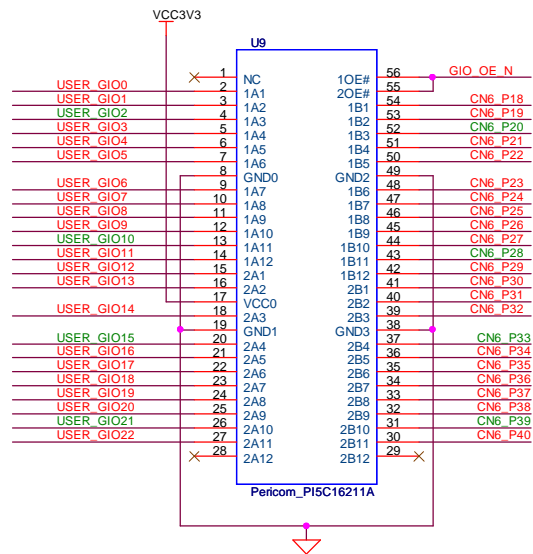 VCC3V3
U9
1 NC 1OE# 56 GIO_OE_N
USER_GIO0 2 1A1 2OE# 55
USER_GIO1 3 1A2 1B1 54 CN6_P18
USER_GIO2 4 1A3 1B2 53 CN6_P19
USER_GIO3 5 1A4 1B3 52 CN6_P20
USER_GIO4 6 1A5 1B4 51 CN6_P21
USER_GIO5 7 1A6 1B5 50 CN6_P22
8 GND0 GND2 49
USER_GIO6 9 1A7 1B6 48 CN6_P23
USER_GIO7 10 1A8 1B7 47 CN6_P24
USER_GIO8 11 1A9 1B8 46 CN6_P25
USER_GIO9 12 1A10 1B9 45 CN6_P26
USER_GIO10 13 1A11 1B10 44 CN6_P27
USER_GIO11 14 1A12 1B11 43 CN6_P28
USER_GIO12 15 2A1 1B12 42 CN6_P29
USER_GIO13 16 2A2 2B1 41 CN6_P30
17 VCC0 2B2 40 CN6_P31
USER_GIO14 18 2A3 2B3 39 CN6_P32
19 GND1 GND3 38
USER_GIO15 20 2A4 2B4 37 CN6_P33
USER_GIO16 21 2A5 2B5 36 CN6_P34
USER_GIO17 22 2A6 2B6 35 CN6_P35
USER_GIO18 23 2A7 2B7 34 CN6_P36
USER_GIO19 24 2A8 2B8 33 CN6_P37
USER_GIO20 25 2A9 2B9 32 CN6_P38
USER_GIO21 26 2A10 2B10 31 CN6_P39
USER_GIO22 27 2A11 2B11 30 CN6_P40
28 2A12 2B12 29
Pericom_PI5C16211A